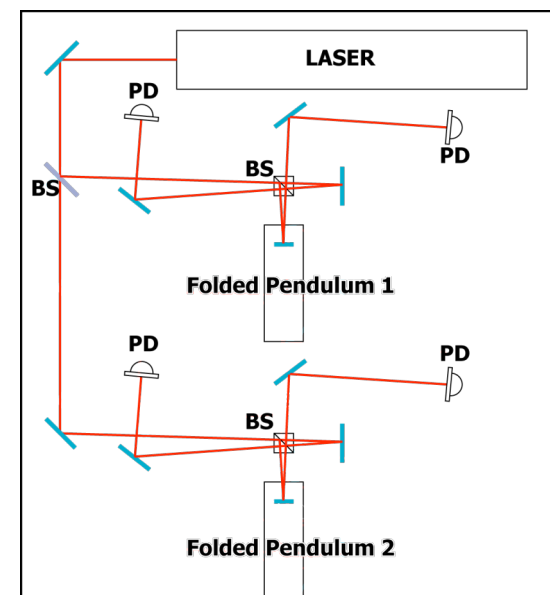 LASER
PD
PD
BS
BS
Folded Pendulum 1
PD
PD
BS
Folded Pendulum 2